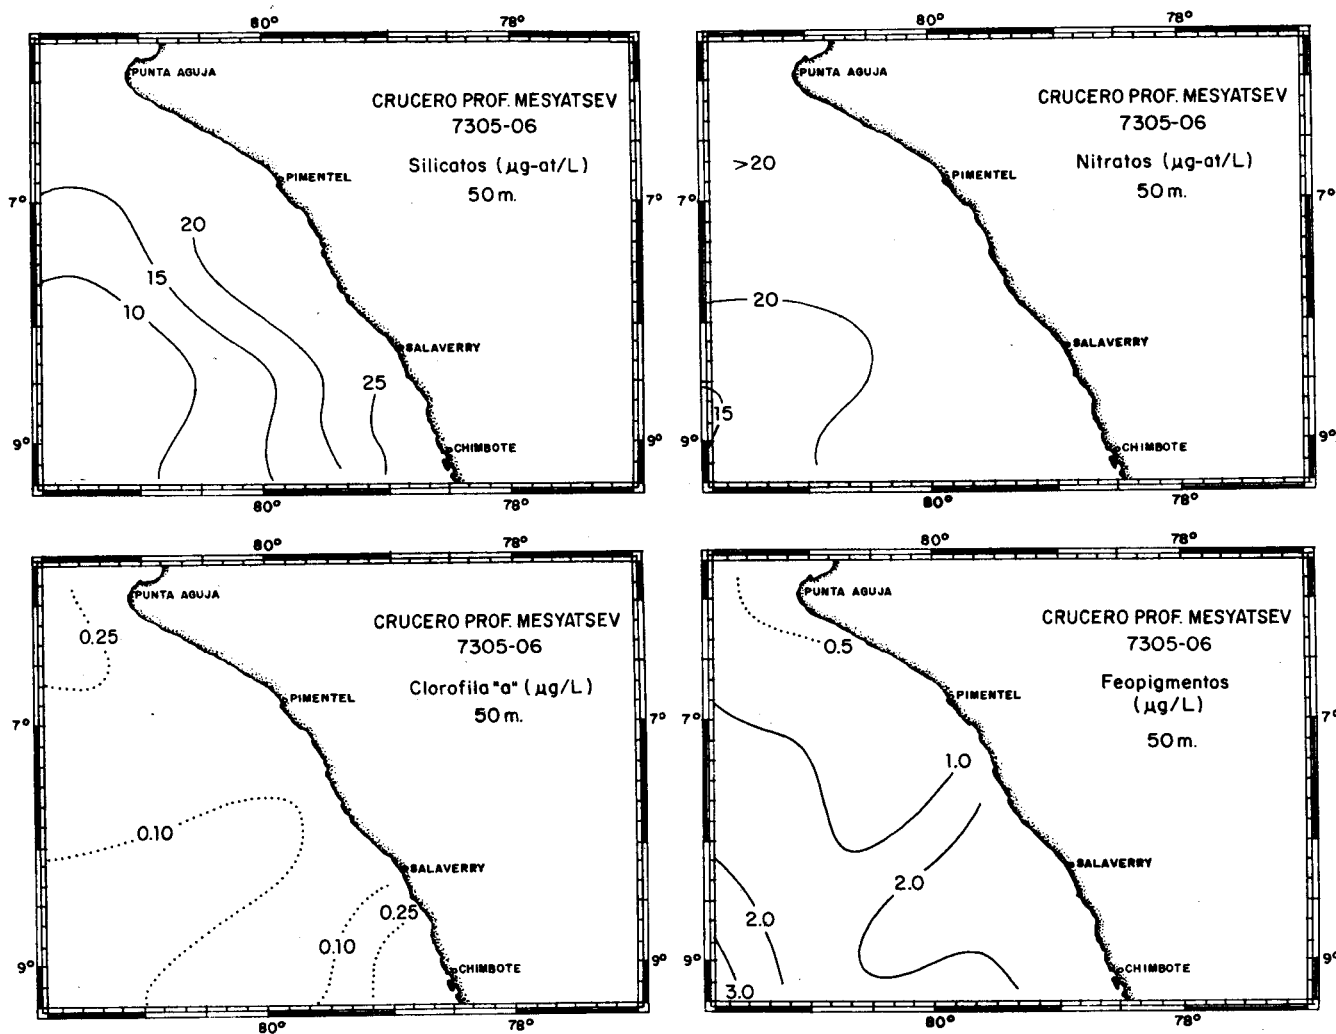 80°
78°
PUNTA AGUJA
CRUCERO PROF. MESYATSEV
7305-06
Silicatos (µg-at/L)
50 m.
PIMENTEL
7°
20
15
10
SALAVERRY
25
9°
CHIMBOTE
80°
78°
80°
78°
PUNTA AGUJA
CRUCERO PROF. MESYATSEV
7305-06
>20
Nitratos (µg-at/L)
50 m.
PIMENTEL
7°
7°
20
SALAVERRY
15
9°
9°
CHIMBOTE
80°
78°
80°
78°
PUNTA AGUJA
CRUCERO PROF. MESYATSEV
7305-06
0.25
Clorofila "a" (µg/L)
50 m.
PIMENTEL
7°
0.10
SALAVERRY
0.25
0.10
9°
CHIMBOTE
80°
78°
80°
78°
PUNTA AGUJA
CRUCERO PROF. MESYATSEV
7305-06
0.5
Feopigmentos
(µg/L)
50 m.
PIMENTEL
7°
7°
1.0
SALAVERRY
2.0
2.0
3.0
9°
9°
CHIMBOTE
80°
78°